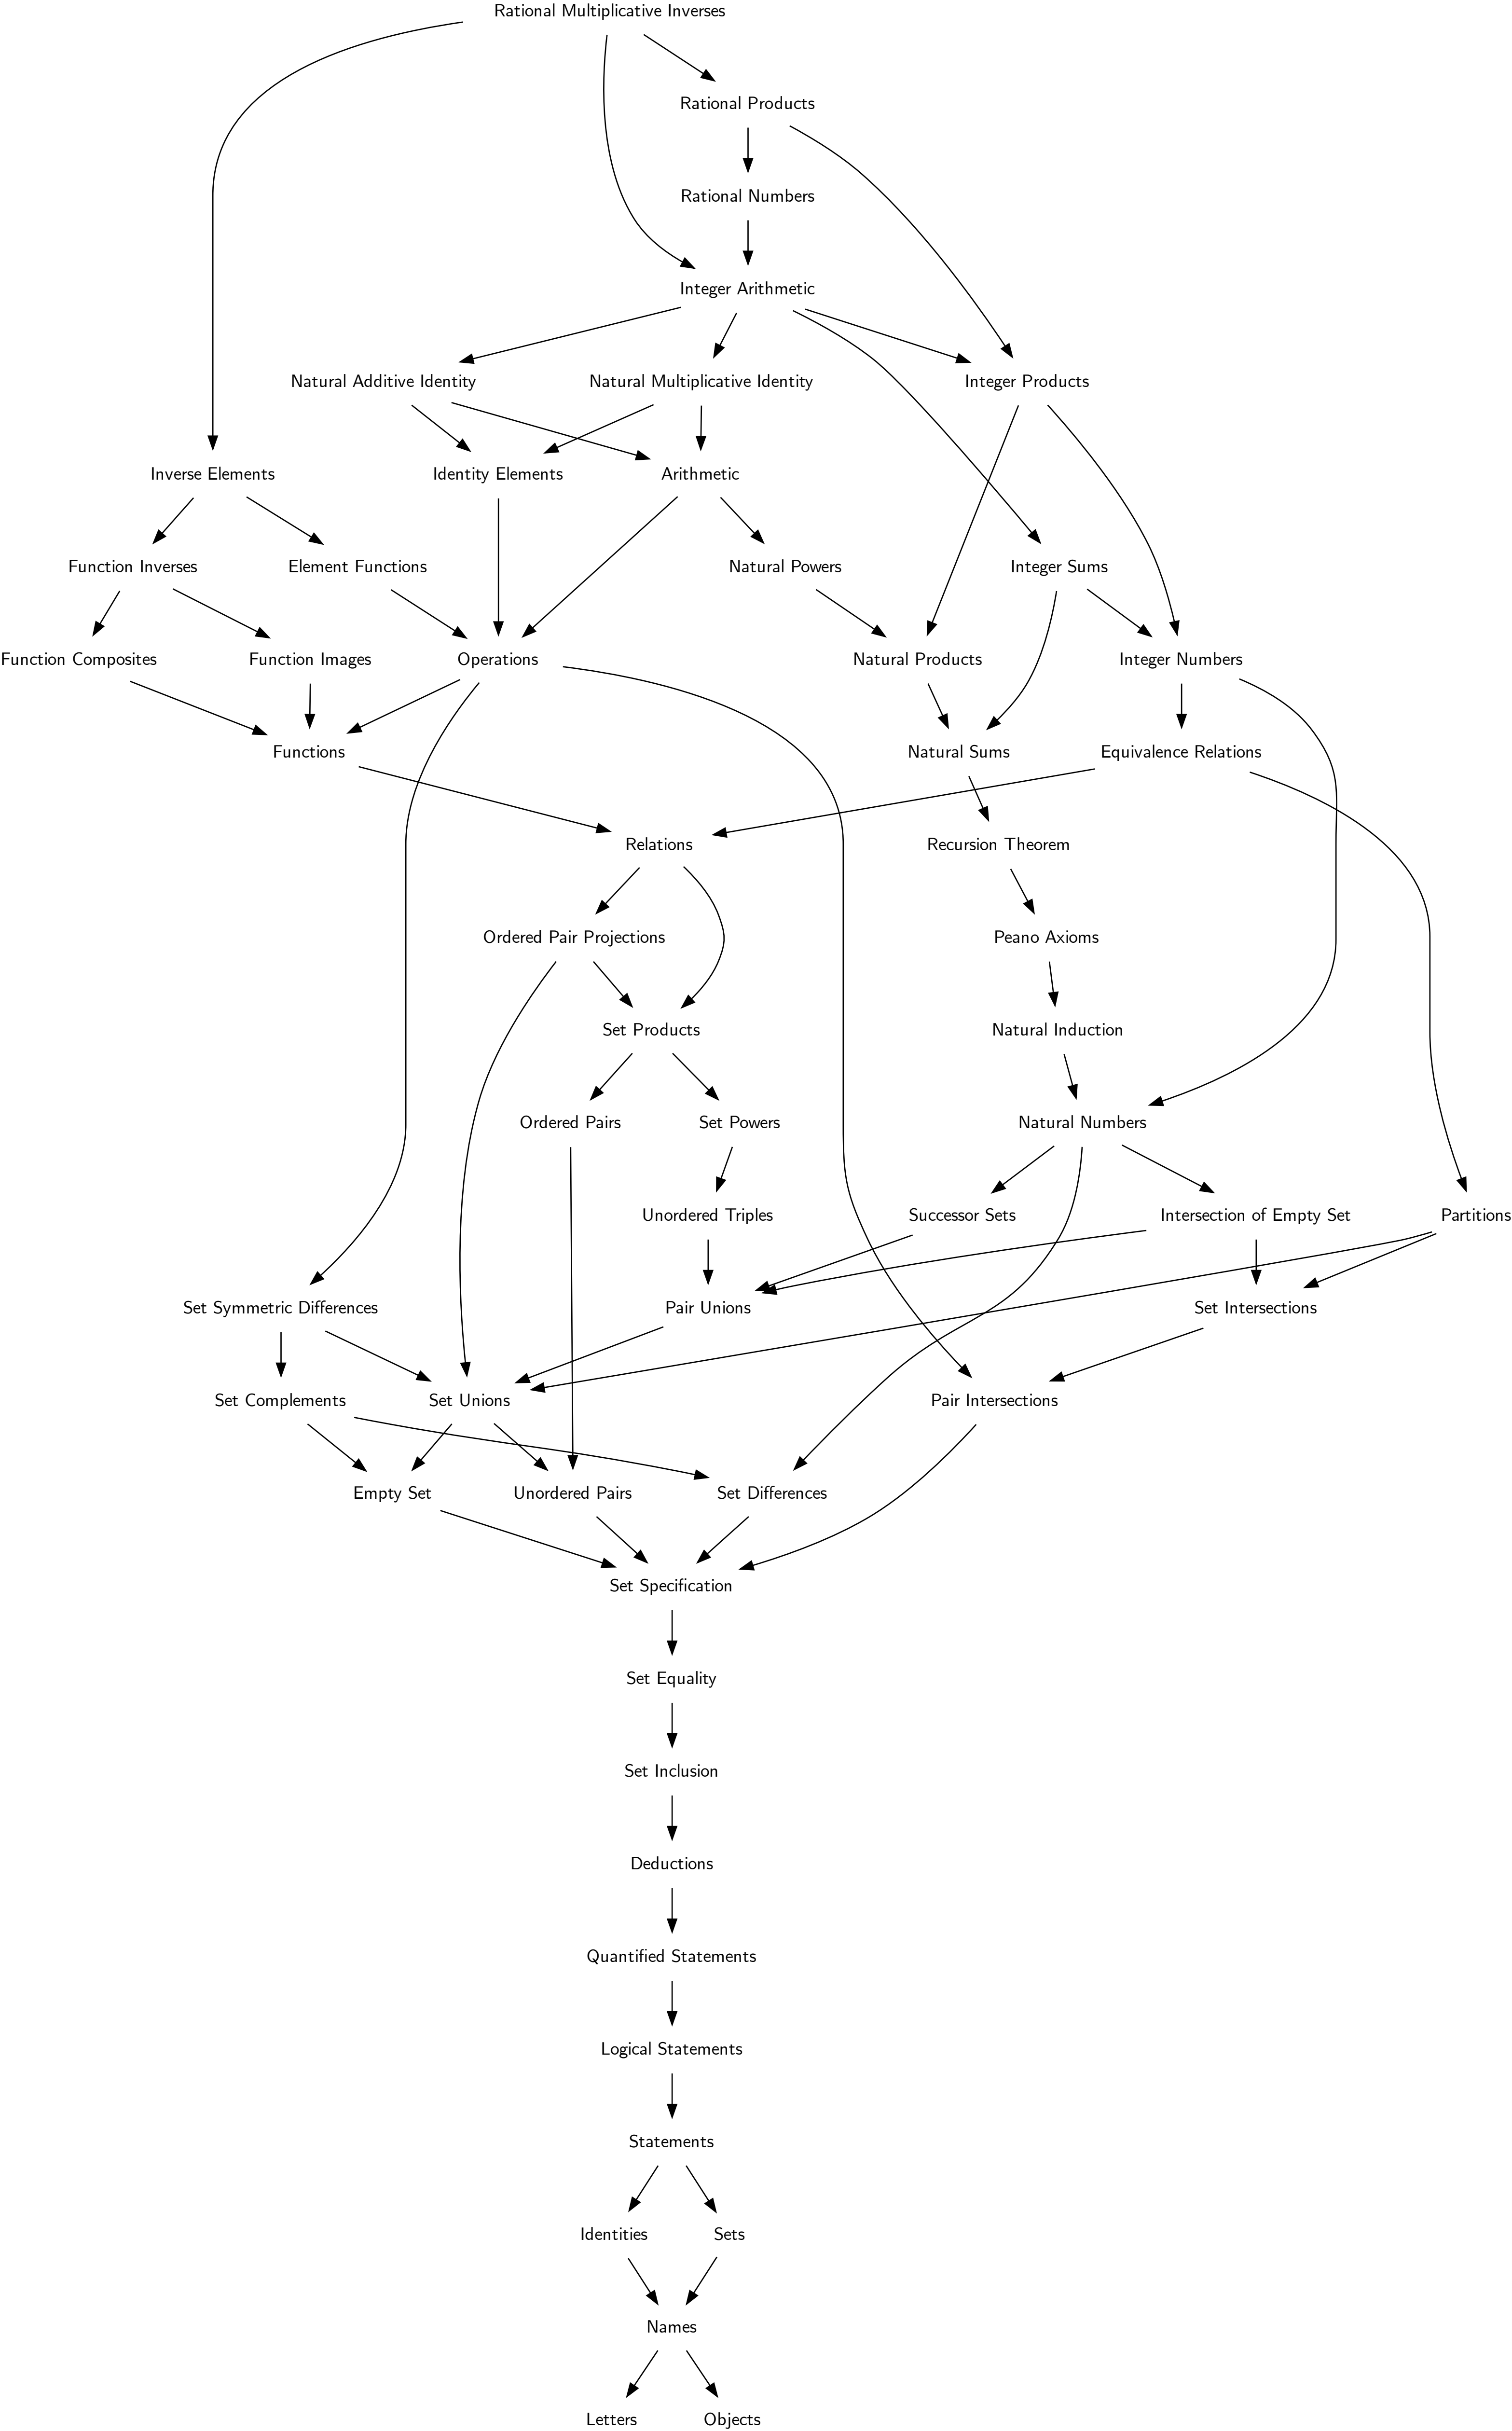 Rational Multiplicative Inverses
Rational Products
Rational Numbers
Integer Arithmetic
Natural Additive Identity
Natural Multiplicative Identity
Integer Products
Inverse Elements
Identity Elements
Arithmetic
Function Inverses
Element Functions
Natural Powers
Integer Sums
Function Composites
Function Images
Operations
Natural Products
Integer Numbers
Functions
Natural Sums
Equivalence Relations
Relations
Recursion Theorem
Ordered Pair Projections
Peano Axioms
Set Products
Natural Induction
Ordered Pairs
Set Powers
Natural Numbers
Unordered Triples
Successor Sets
Intersection of Empty Set
Partitions
Set Symmetric Differences
Pair Unions
Set Intersections
Set Complements
Set Unions
Pair Intersections
Empty Set
Unordered Pairs
Set Differences
Set Specification
Set Equality
Set Inclusion
Deductions
Quantified Statements
Logical Statements
Statements
Identities
Sets
Names
Letters
Objects